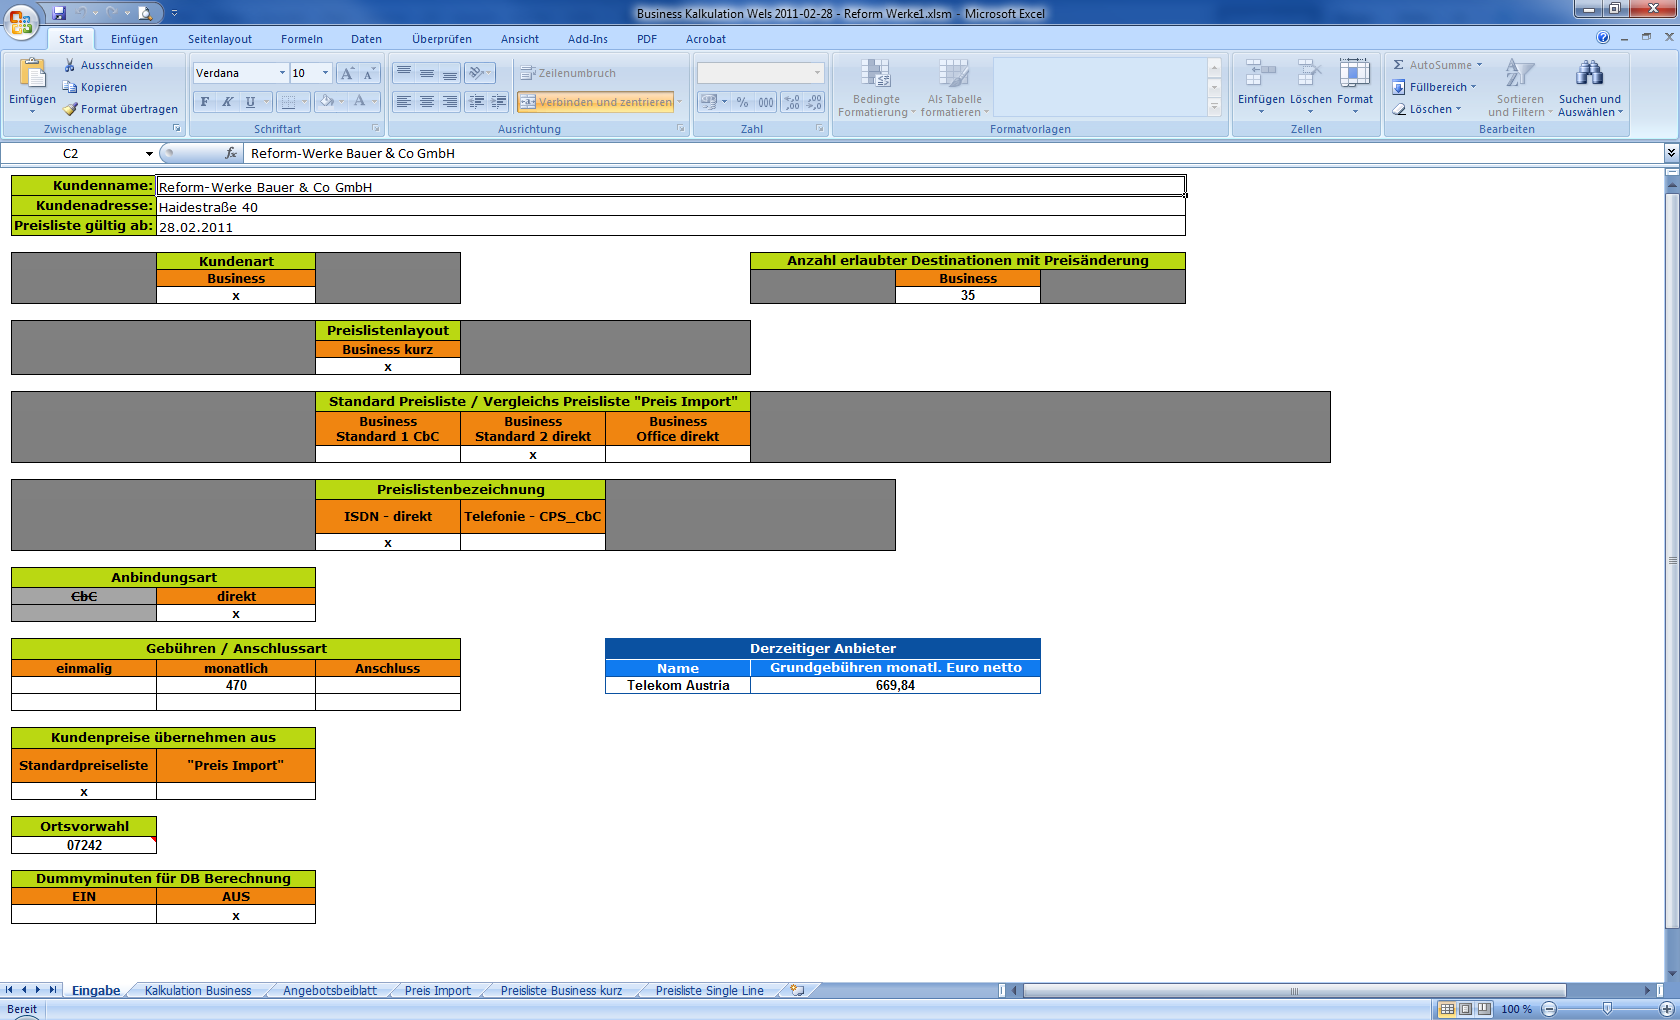 Business Kalkulation Wels 2011-02-28 - Reform Werke1.xlsm - Microsoft Excel
Start Einfügen Seitenlayout Formeln Daten Überprüfen Ansicht Add-Ins PDF Acrobat
Einfügen
Ausschneiden
Kopieren
Format übertragen
Zwischenablage
Verdana 10
F K U
Schriftart
Zeilenumbruch
Verbinden und zentrieren
Ausrichtung
% 000
Zahl
Bedingte Formatierung
Als Tabelle formatieren
Formatvorlagen
Einfügen Löschen Format
Zellen
Σ AutoSumme
Füllbereich
Löschen
Sortieren und Filtern
Suchen und Auswählen
Bearbeiten
C2 fx Reform-Werke Bauer & Co GmbH
Kundenname: Reform-Werke Bauer & Co GmbH
Kundenadresse: Haidestraße 40
Preisliste gültig ab: 28.02.2011
Kundenart
Business
x
Anzahl erlaubter Destinationen mit Preisänderung
Business
35
Preislistenlayout
Business kurz
x
Standard Preisliste / Vergleichs Preisliste "Preis Import"
Business Standard 1 CbC
Business Standard 2 direkt
Business Office direkt
x
Preislistenbezeichnung
ISDN - direkt Telefonie - CPS_CbC
x
Anbindungsart
CbC direkt
x
Gebühren / Anschlussart
einmalig monatlich Anschluss
470
Derzeitiger Anbieter
Name Grundgebühren monatl. Euro netto
Telekom Austria 669,84
Kundenpreise übernehmen aus
Standardpreiseliste "Preis Import"
x
Ortsvorwahl
07242
Dummyminuten für DB Berechnung
EIN AUS
x
Eingabe Kalkulation Business Angebotsbeiblatt Preis Import Preisliste Business kurz Preisliste Single Line
Bereit 100 %